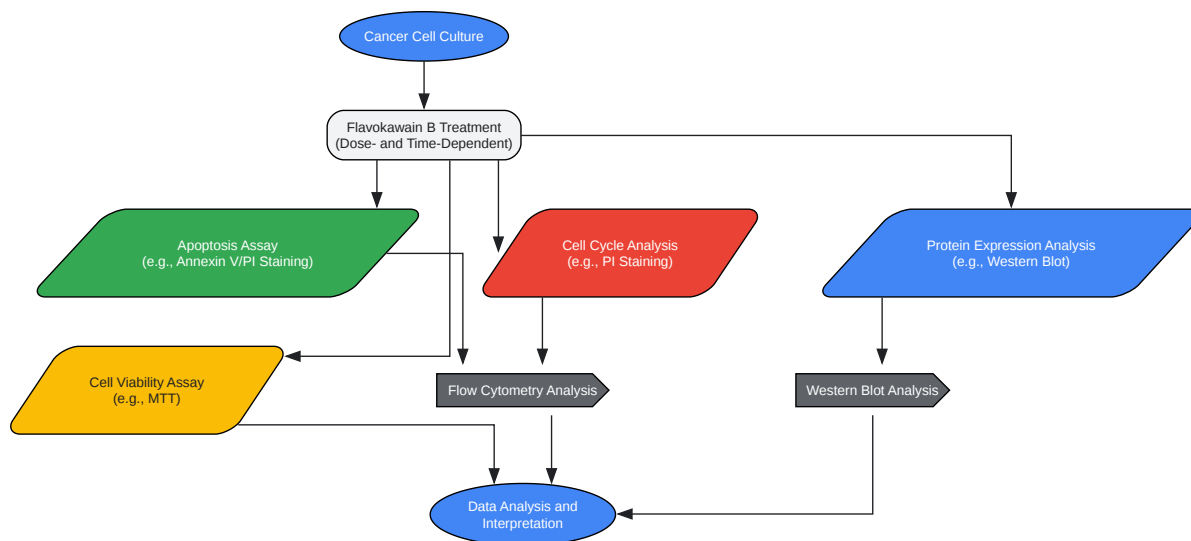 Cancer Cell Culture
Flavokawain B Treatment
(Dose- and Time-Dependent)
Apoptosis Assay
(e.g., Annexin V/PI Staining)
Cell Cycle Analysis
(e.g., PI Staining)
Protein Expression Analysis
(e.g., Western Blot)
Cell Viability Assay
(e.g., MTT)
Flow Cytometry Analysis
Western Blot Analysis
Data Analysis and
Interpretation